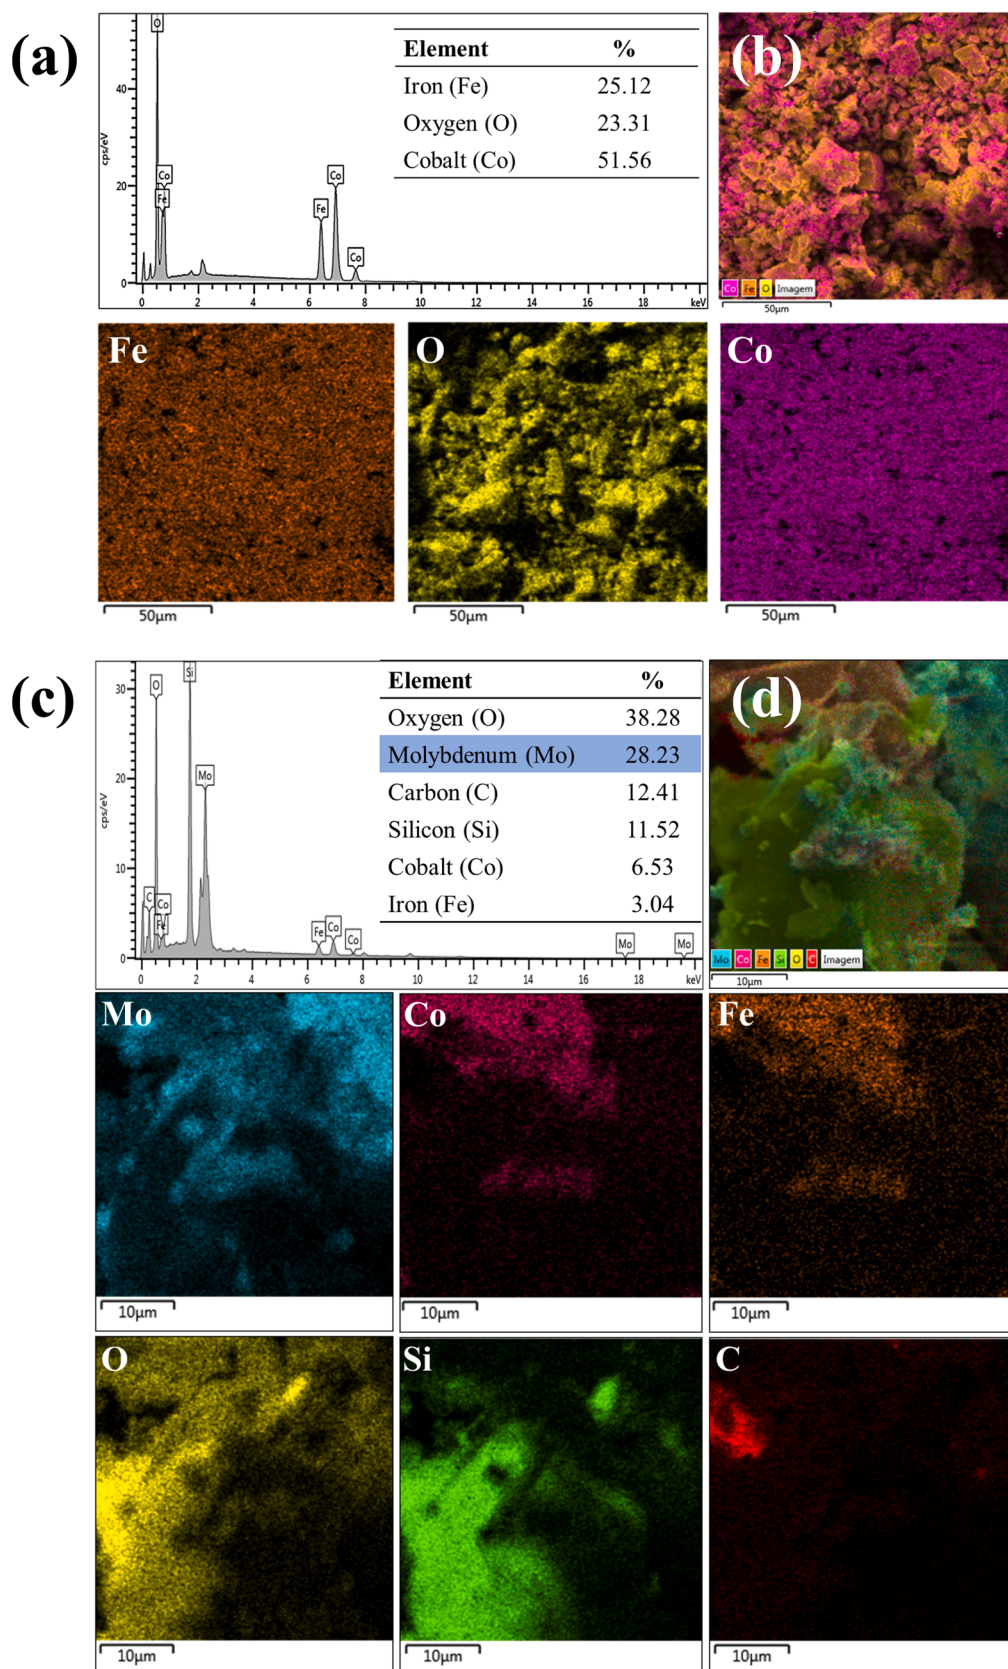 (a)
cps/eV
40
20
0
O
Co
Fe
Fe
Co
Co
0 2 4 6 8 10 12 14 16 18 keV
Element %
Iron (Fe) 25.12
Oxygen (O) 23.31
Cobalt (Co) 51.56
(b)
Co Fe O Imagem
50µm
Fe
50µm
O
50µm
Co
50µm
(c)
cps/eV
30
20
10
0
O
Si
Mo
C
Co
Fe
Fe
Co
Co
Mo
Mo
0 2 4 6 8 10 12 14 16 18 keV
Element %
Oxygen (O) 38.28
Molybdenum (Mo) 28.23
Carbon (C) 12.41
Silicon (Si) 11.52
Cobalt (Co) 6.53
Iron (Fe) 3.04
(d)
Mo Co Fe Si O C Imagem
10µm
Mo
10µm
Co
10µm
Fe
10µm
O
10µm
Si
10µm
C
10µm